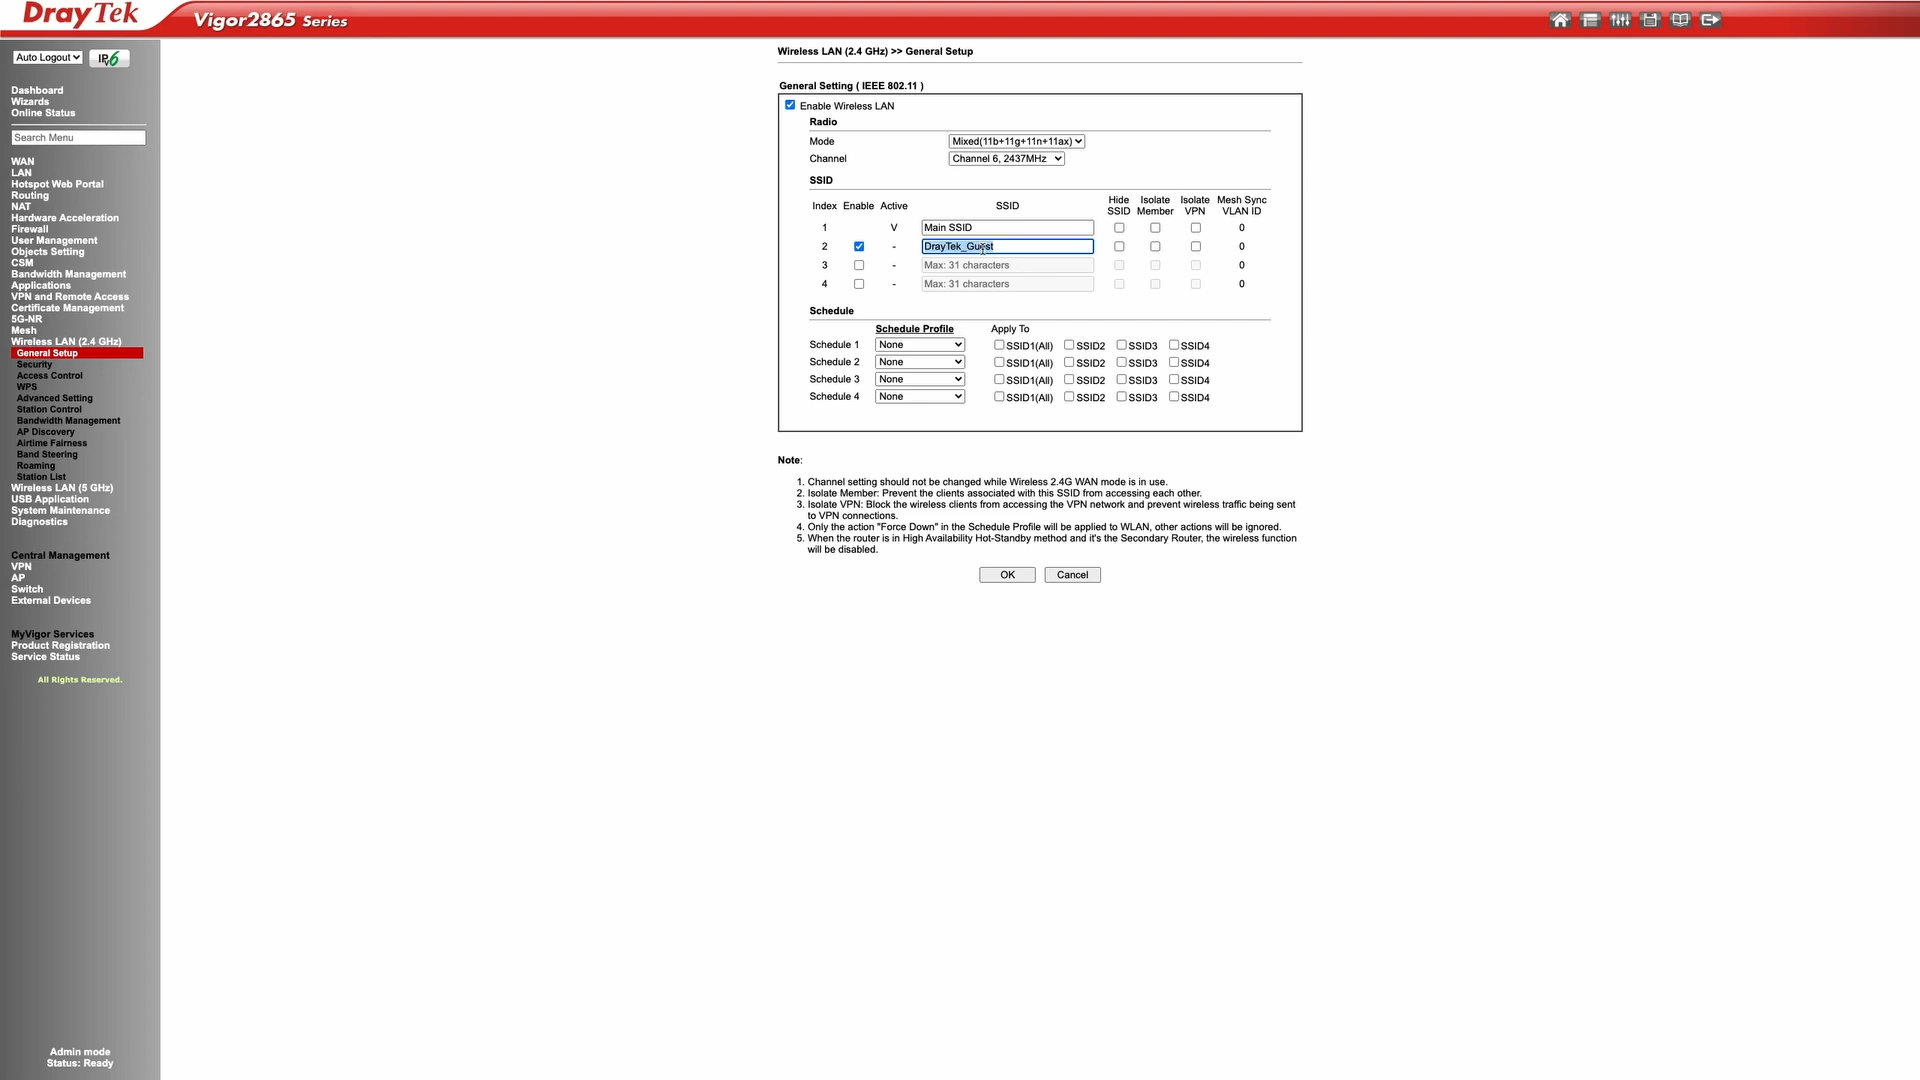 DrayTek
Vigor2865 Series
Auto Logout
IPv6
Dashboard
Wizards
Online Status
Search Menu
WAN
LAN
Hotspot Web Portal
Routing
NAT
Hardware Acceleration
Firewall
User Management
Objects Setting
CSM
Bandwidth Management
Applications
VPN and Remote Access
Certificate Management
5G-NR
Mesh
Wireless LAN (2.4 GHz)
General Setup
Security
Access Control
WPS
Advanced Setting
Station Control
Bandwidth Management
AP Discovery
Airtime Fairness
Band Steering
Roaming
Station List
Wireless LAN (5 GHz)
USB Application
System Maintenance
Diagnostics
Central Management
VPN
AP
Switch
External Devices
MyVigor Services
Product Registration
Service Status
All Rights Reserved.
Admin mode
Status: Ready
Wireless LAN (2.4 GHz) >> General Setup
General Setting ( IEEE 802.11 )
Enable Wireless LAN
Radio
Mode Mixed(11b+11g+11n+11ax)
Channel Channel 6, 2437MHz
SSID
Index Enable Active SSID Hide SSID Isolate Member Isolate VPN Mesh Sync VLAN ID
1 V Main SSID 0
2 - DrayTek_Guest 0
3 - Max: 31 characters 0
4 - Max: 31 characters 0
Schedule
Schedule Profile Apply To
Schedule 1 None SSID1(All) SSID2 SSID3 SSID4
Schedule 2 None SSID1(All) SSID2 SSID3 SSID4
Schedule 3 None SSID1(All) SSID2 SSID3 SSID4
Schedule 4 None SSID1(All) SSID2 SSID3 SSID4
Note:
1. Channel setting should not be changed while Wireless 2.4G WAN mode is in use.
2. Isolate Member: Prevent the clients associated with this SSID from accessing each other.
3. Isolate VPN: Block the wireless clients from accessing the VPN network and prevent wireless traffic being sent
to VPN connections.
4. Only the action "Force Down" in the Schedule Profile will be applied to WLAN, other actions will be ignored.
5. When the router is in High Availability Hot-Standby method and it's the Secondary Router, the wireless function
will be disabled.
OK Cancel